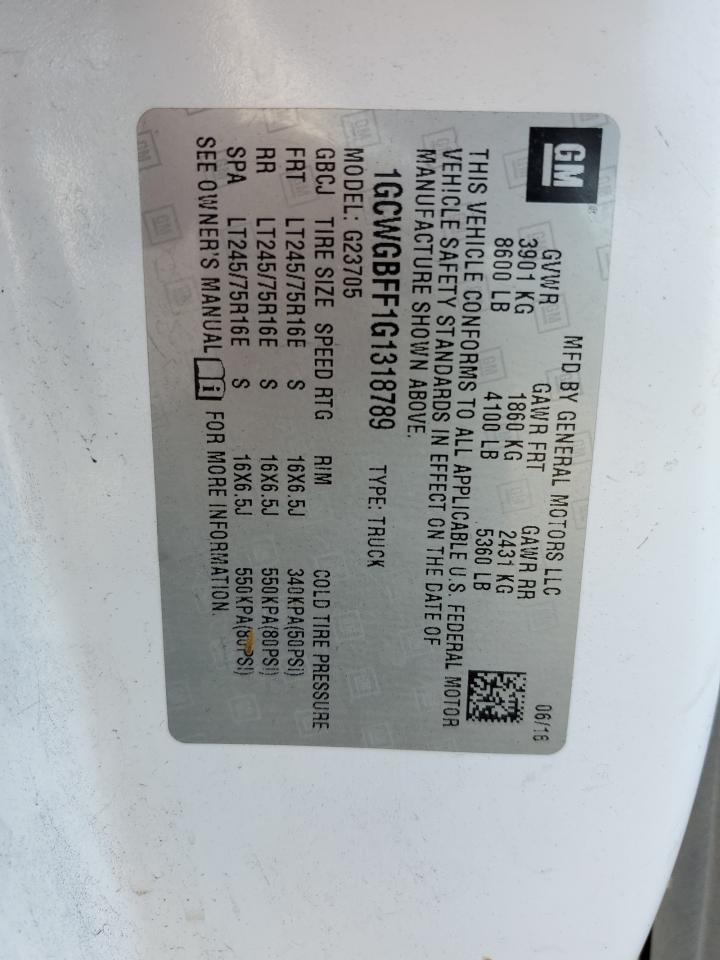 GM
MFD BY GENERAL MOTORS LLC 06/16
GVWR GAWR FRT GAWR RR
3901 KG 1860 KG 2431 KG
8600 LB 4100 LB 5360 LB
THIS VEHICLE CONFORMS TO ALL APPLICABLE U.S. FEDERAL MOTOR
VEHICLE SAFETY STANDARDS IN EFFECT ON THE DATE OF
MANUFACTURE SHOWN ABOVE.
1GCWGBFF1G1318789 TYPE: TRUCK
MODEL: G23705
GBCJ TIRE SIZE SPEED RTG RIM COLD TIRE PRESSURE
FRT LT245/75R16E S 16X6.5J 340KPA(50PSI)
RR LT245/75R16E S 16X6.5J 550KPA(80PSI)
SPA LT245/75R16E S 16X6.5J 550KPA(80PSI)
SEE OWNER'S MANUAL i FOR MORE INFORMATION.